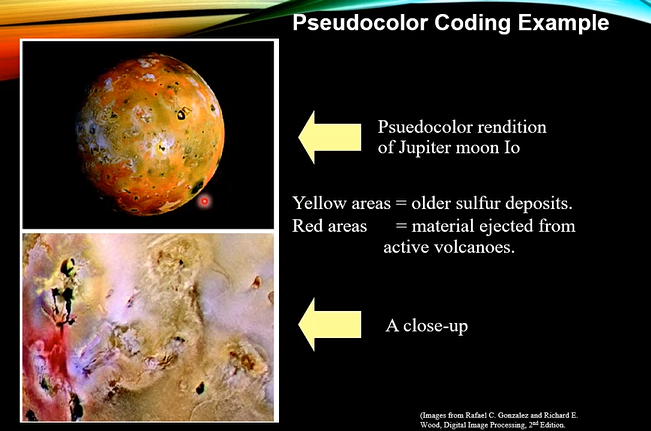 Pseudocolor Coding Example
Psuedocolor rendition
of Jupiter moon Io
Yellow areas = older sulfur deposits.
Red areas = material ejected from
active volcanoes.
A close-up
(Images from Rafael C. Gonzalez and Richard E.
Wood, Digital Image Processing, 2nd Edition.